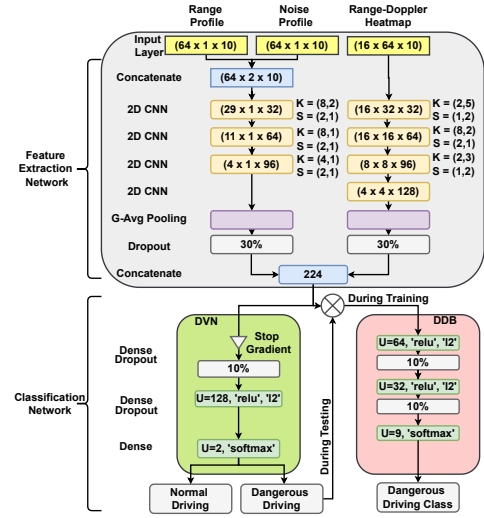 Range Profile
Noise Profile
Range-Doppler Heatmap
Input Layer
(64 x 1 x 10)
(64 x 1 x 10)
(16 x 64 x 10)
Concatenate
(64 x 2 x 10)
2D CNN
(29 x 1 x 32)
K = (8,2)
S = (2,1)
(16 x 32 x 32)
K = (2,5)
S = (1,2)
2D CNN
(11 x 1 x 64)
K = (8,1)
S = (2,1)
(16 x 16 x 64)
K = (8,2)
S = (2,1)
2D CNN
(4 x 1 x 96)
K = (4,1)
S = (2,1)
(8 x 8 x 96)
K = (2,3)
S = (1,2)
2D CNN
(4 x 4 x 128)
G-Avg Pooling
Dropout
30%
30%
Concatenate
224
Feature
Extraction
Network
During Training
During Testing
DVN
Stop
Gradient
DDB
Dense
Dropout
10%
U=64, 'relu', 'l2'
10%
Classification
Network
Dense
Dropout
U=128, 'relu', 'l2'
U=32, 'relu', 'l2'
10%
Dense
U=2, 'softmax'
U=9, 'softmax'
Normal
Driving
Dangerous
Driving
Dangerous
Driving Class